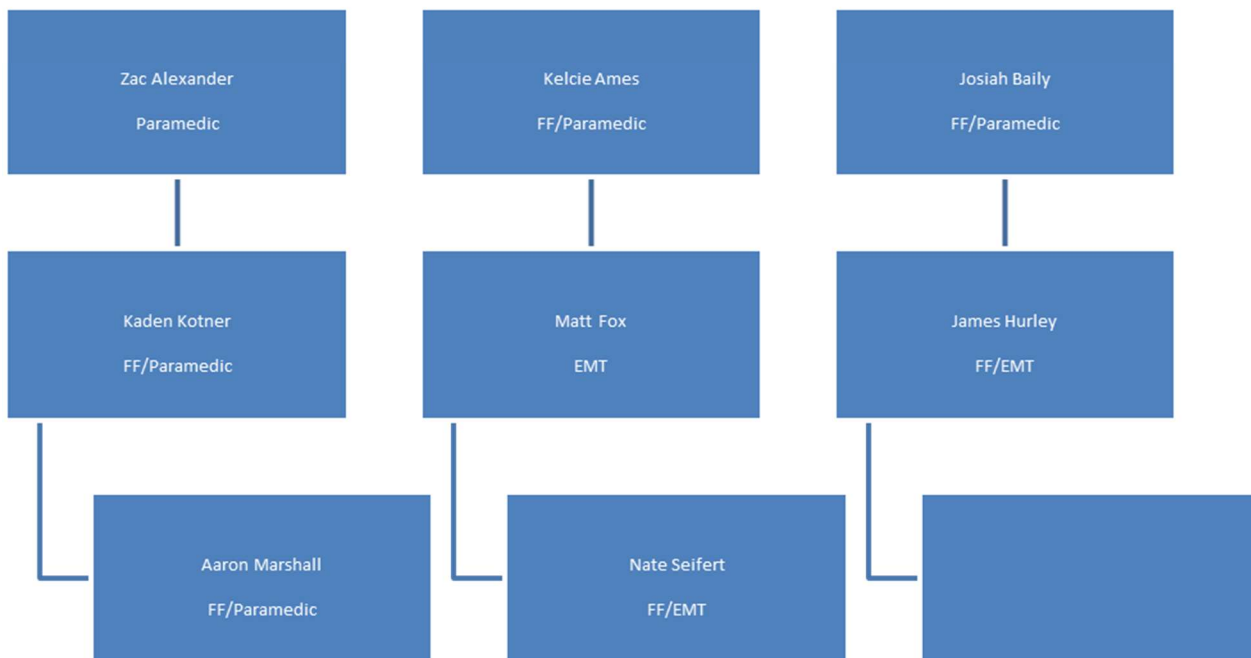 Zac Alexander
Paramedic
Kelcie Ames
FF/Paramedic
Josiah Baily
FF/Paramedic
Kaden Kotner
FF/Paramedic
Matt Fox
EMT
James Hurley
FF/EMT
Aaron Marshall
FF/Paramedic
Nate Seifert
FF/EMT